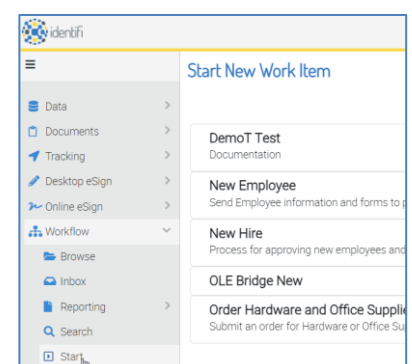 identifi
Start New Work Item
Data
Documents
Tracking
Desktop eSign
Online eSign
Workflow
Browse
Inbox
Reporting
Search
Start
DemoT Test
Documentation
New Employee
Send Employee information and forms to
New Hire
Process for approving new employees and
OLE Bridge New
Order Hardware and Office
Submit an order for Hardware or Office